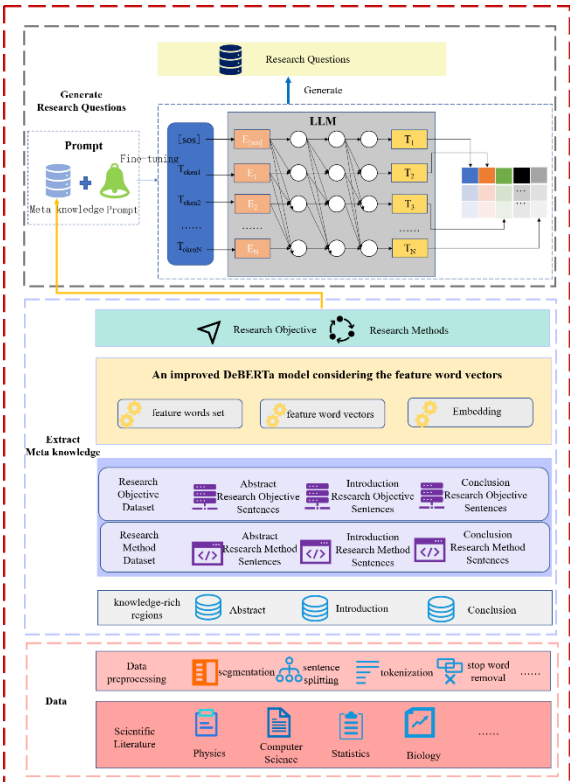 Research Questions
Generate
Generate
Research Questions
Prompt
Fine-tuning
Meta knowledge
Prompt
LLM
[sos]
Token1
Token2
......
TokenN
E[sos]
E1
E2
......
EN
T1
T2
T3
......
TN
...
...
Research Objective
Research Methods
An improved DeBERTa model considering the feature word vectors
feature words set
feature word vectors
Embedding
Extract
Meta knowledge
Research
Objective
Dataset
Abstract
Research Objective
Sentences
Introduction
Research Objective
Sentences
Conclusion
Research Objective
Sentences
Research
Method
Dataset
Abstract
Research Method
Sentences
Introduction
Research Method
Sentences
Conclusion
Research Method
Sentences
knowledge-rich
regions
Abstract
Introduction
Conclusion
Data
Data
preprocessing
segmentation
sentence
splitting
tokenization
stop word
removal
......
Scientific
Literature
Physics
Computer
Science
Statistics
Biology
......